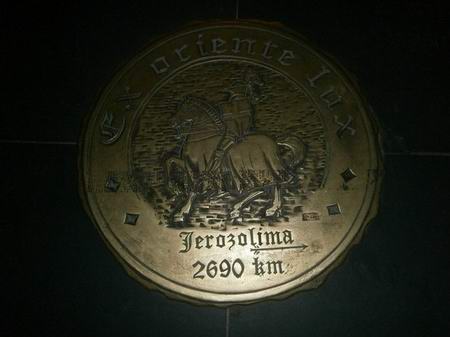 Ex oriente lux
Jerozolima
2690 km